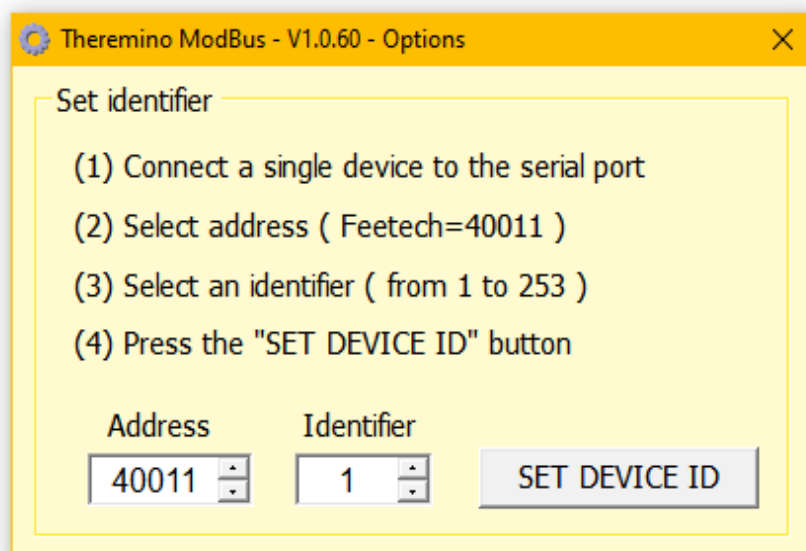 Theremino ModBus - V1.0.60 - Options
Set identifier
(1) Connect a single device to the serial port
(2) Select address ( Feetech=40011 )
(3) Select an identifier ( from 1 to 253 )
(4) Press the "SET DEVICE ID" button
Address Identifier
40011 1 SET DEVICE ID